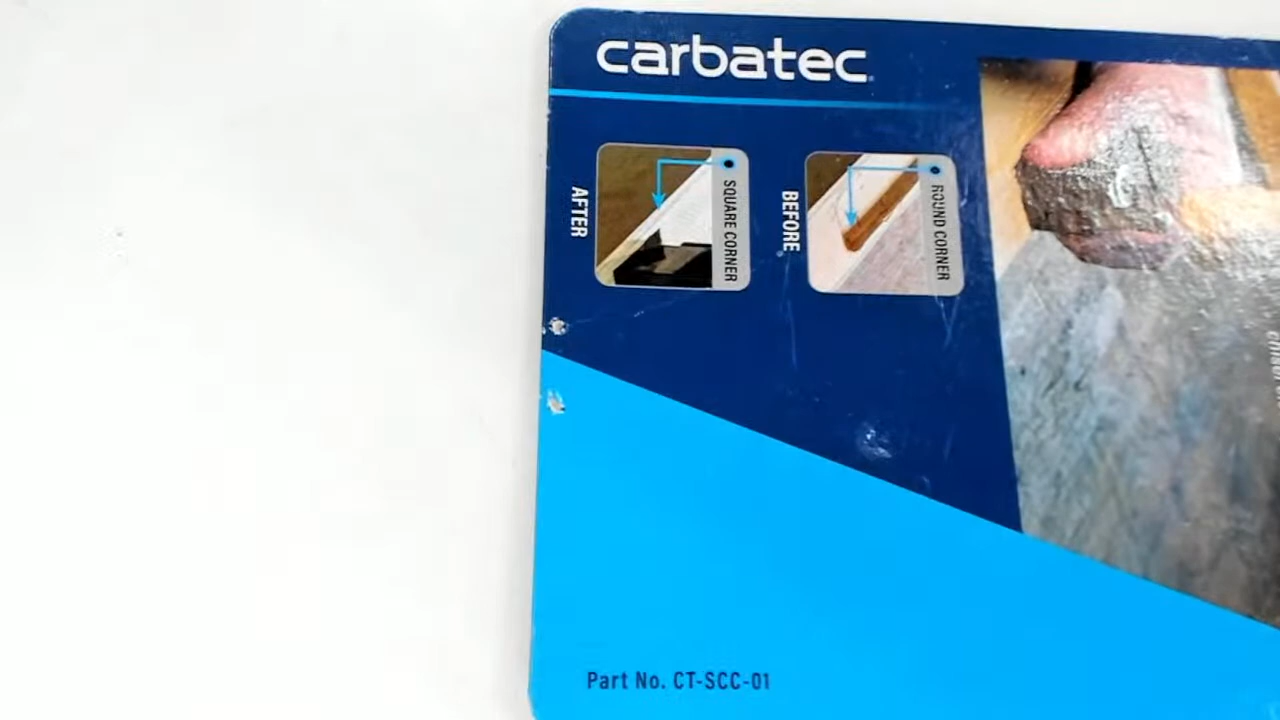 carbatec
AFTER
SQUARE CORNER
BEFORE
ROUND CORNER
Part No. CT-SCC-01